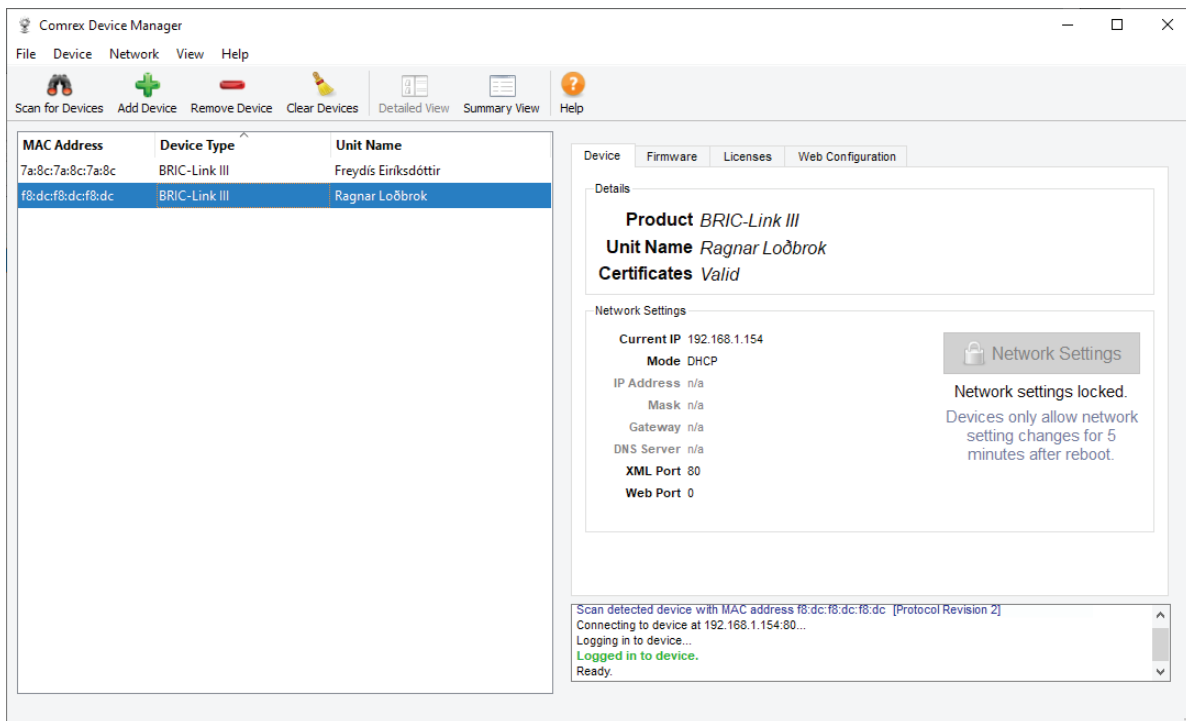 Comrex Device Manager
File Device Network View Help
Scan for Devices Add Device Remove Device Clear Devices Detailed View Summary View Help
MAC Address Device Type Unit Name
7a:8c:7a:8c:7a:8c BRIC-Link III Freydís Eiríksdóttir
f8:dc:f8:dc:f8:dc BRIC-Link III Ragnar Loðbrok
Device Firmware Licenses Web Configuration
Details
Product BRIC-Link III
Unit Name Ragnar Loðbrok
Certificates Valid
Network Settings
Current IP 192.168.1.154
Mode DHCP
IP Address n/a
Mask n/a
Gateway n/a
DNS Server n/a
XML Port 80
Web Port 0
Network Settings
Network settings locked.
Devices only allow network
setting changes for 5
minutes after reboot.
Scan detected device with MAC address f8:dc:f8:dc:f8:dc [Protocol Revision 2]
Connecting to device at 192.168.1.154:80...
Logging in to device...
Logged in to device.
Ready.